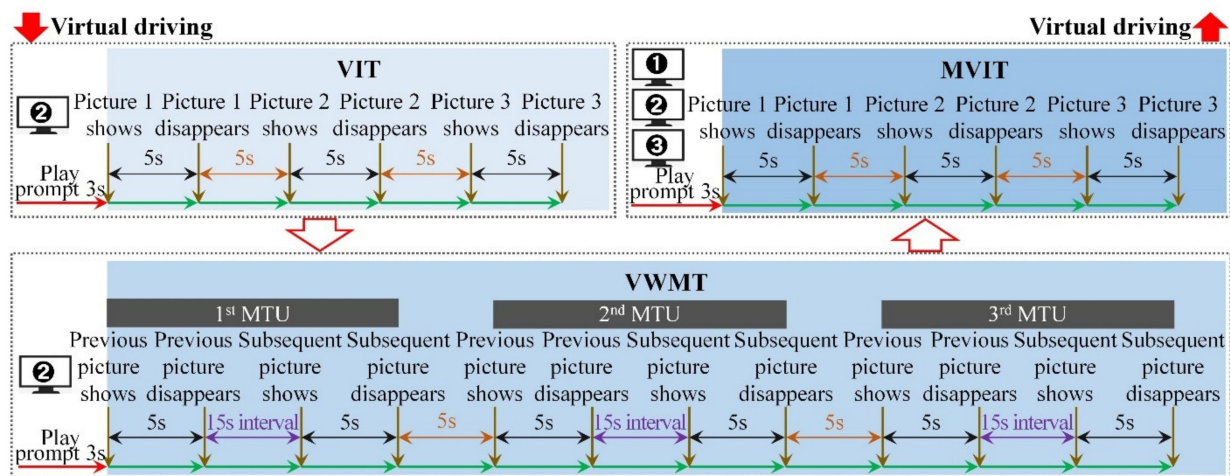 Virtual driving
VIT
❷
Picture 1 Picture 1 Picture 2 Picture 2 Picture 3 Picture 3
shows disappears shows disappears shows disappears
5s 5s 5s 5s 5s
Play
prompt 3s
Virtual driving
MVIT
❶
❷
❸
Picture 1 Picture 1 Picture 2 Picture 2 Picture 3 Picture 3
shows disappears shows disappears shows disappears
5s 5s 5s 5s 5s
Play
prompt 3s
VWMT
1st MTU 2nd MTU 3rd MTU
❷
Previous Previous Subsequent Subsequent Previous Previous Subsequent Subsequent Previous Previous Subsequent Subsequent
picture picture picture picture picture picture picture picture picture picture picture picture
shows disappears shows disappears shows disappears shows disappears shows disappears shows disappears
5s 15s interval 5s 5s 5s 15s interval 5s 5s 5s 15s interval 5s
Play
prompt 3s